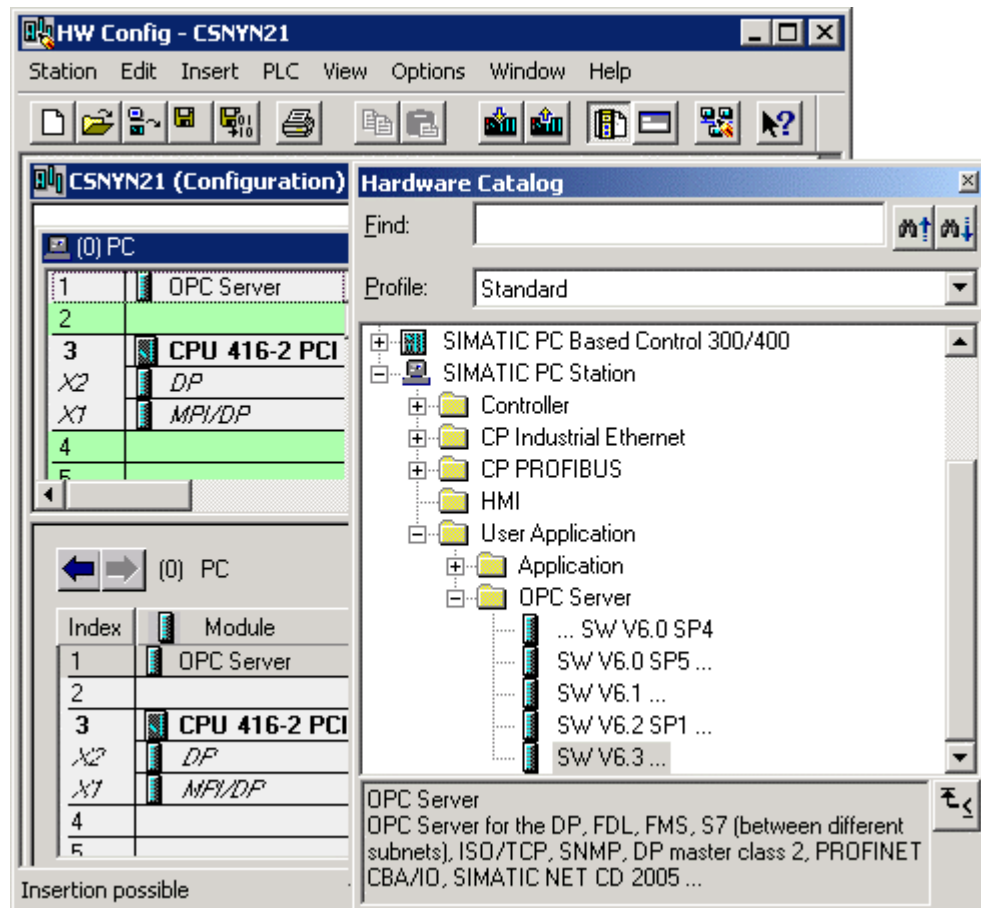 HW Config - CSNYN21
Station Edit Insert PLC View Options Window Help
CSNYN21 (Configuration)
(0) PC
1 OPC Server
2
3 CPU 416-2 PCI
X2 DP
X1 MPI/DP
4
5
(0) PC
Index Module
1 OPC Server
2
3 CPU 416-2 PCI
X2 DP
X1 MPI/DP
4
5
Insertion possible
Hardware Catalog
Find:
Profile: Standard
SIMATIC PC Based Control 300/400
SIMATIC PC Station
Controller
CP Industrial Ethernet
CP PROFIBUS
HMI
User Application
Application
OPC Server
... SW V6.0 SP4
SW V6.0 SP5 ...
SW V6.1 ...
SW V6.2 SP1 ...
SW V6.3 ...
OPC Server
OPC Server for the DP, FDL, FMS, S7 (between different
subnets), ISO/TCP, SNMP, DP master class 2, PROFINET
CBA/IO, SIMATIC NET CD 2005 ...